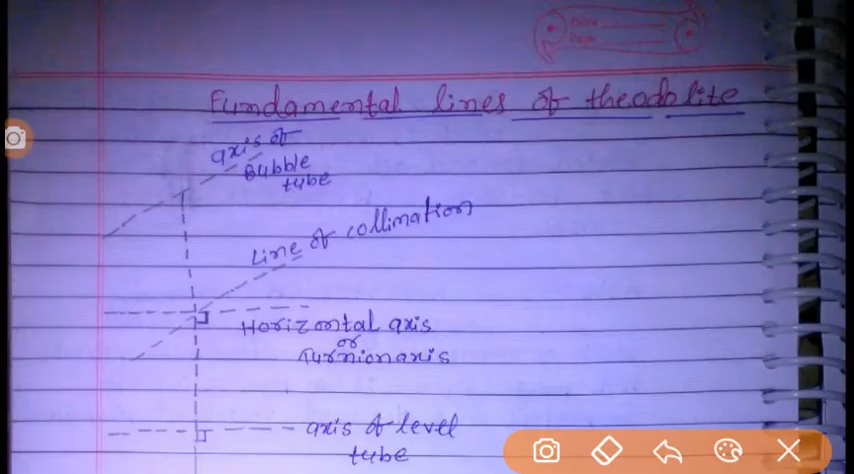 Fundamental lines of theodolite
axis of
Bubble
tube
Line of collimation
Horizontal axis
or
Turnion axis
axis of level
tube